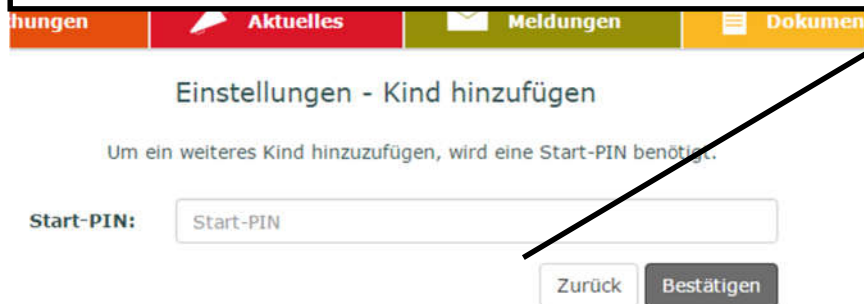 hungen Aktuelles Meldungen Dokumen
Einstellungen - Kind hinzufügen
Um ein weiteres Kind hinzuzufügen, wird eine Start-PIN benötigt.
Start-PIN: Start-PIN
Zurück Bestätigen